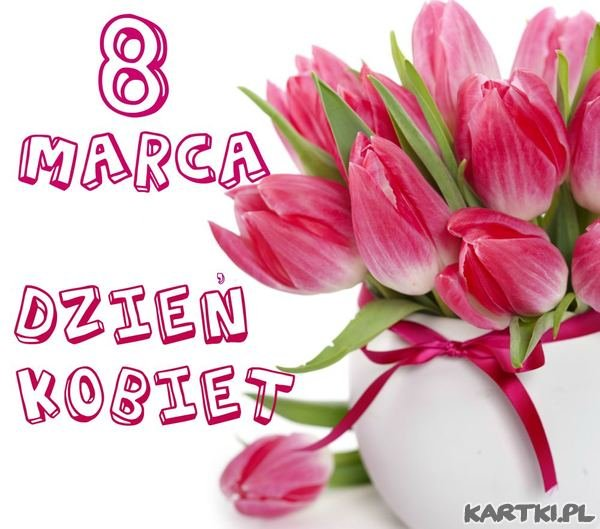 8
MARCA
DZIEŃ
KOBIET
KARTKI.PL